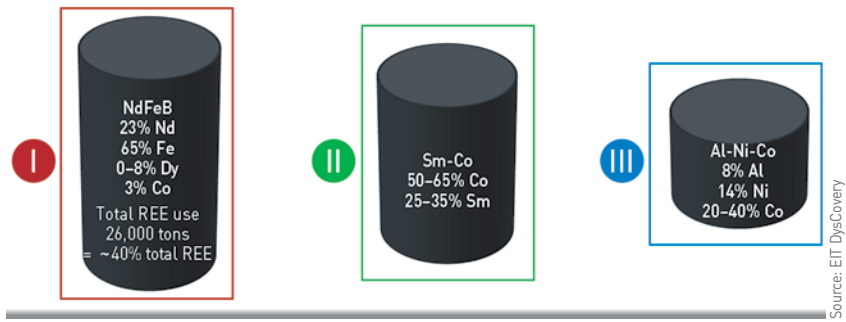 I
NdFeB
23% Nd
65% Fe
0–8% Dy
3% Co
Total REE use
26,000 tons
= ~40% total REE
II
Sm-Co
50–65% Co
25–35% Sm
III
Al-Ni-Co
8% Al
14% Ni
20–40% Co
Source: EIT DysCovery